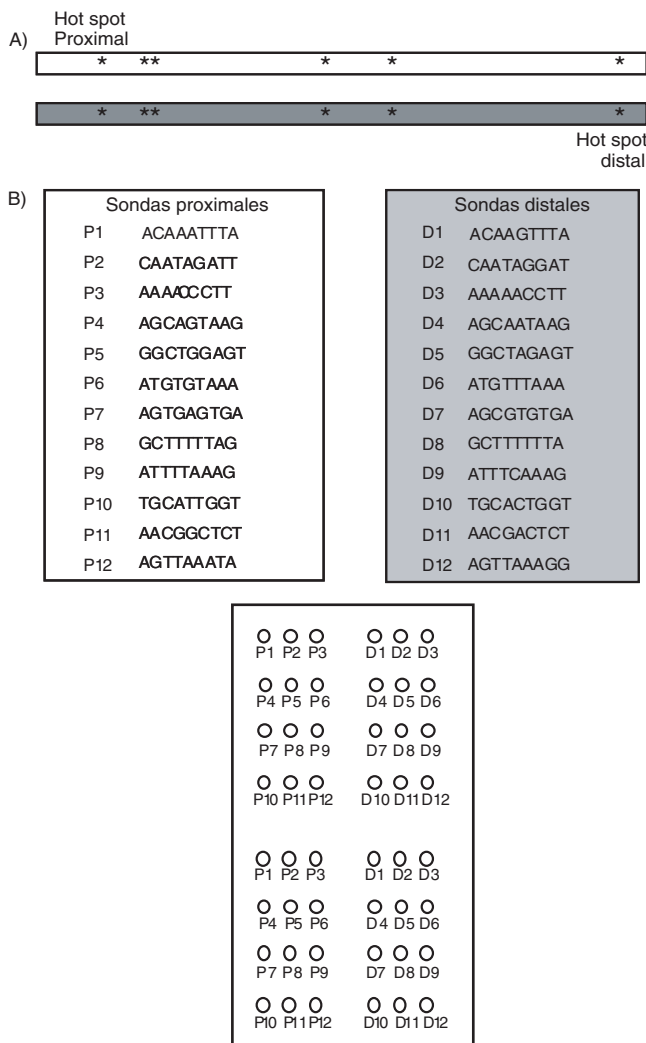 Hot spot
Proximal
A)
* ** * * *
* ** * * *
Hot spot
distal
B)
Sondas proximales
P1 ACAAATTTA
P2 CAATAGATT
P3 AAAACCCTT
P4 AGCAGTAAG
P5 GGCTGGAGT
P6 ATGTGTAAA
P7 AGTGAGTGA
P8 GCTTTTTAG
P9 ATTTTAAAG
P10 TGCATTGGT
P11 AACGGCTCT
P12 AGTTAAATA
Sondas distales
D1 ACAAGTTTA
D2 CAATAGGAT
D3 AAAAACCTT
D4 AGCAATAAG
D5 GGCTAGAGT
D6 ATGTTTAAA
D7 AGCGTGTGA
D8 GCTTTTTTA
D9 ATTTCAAAG
D10 TGCACTGGT
D11 AACGACTCT
D12 AGTTAAAGG
P1 P2 P3 D1 D2 D3
P4 P5 P6 D4 D5 D6
P7 P8 P9 D7 D8 D9
P10 P11 P12 D10 D11 D12
P1 P2 P3 D1 D2 D3
P4 P5 P6 D4 D5 D6
P7 P8 P9 D7 D8 D9
P10 P11 P12 D10 D11 D12